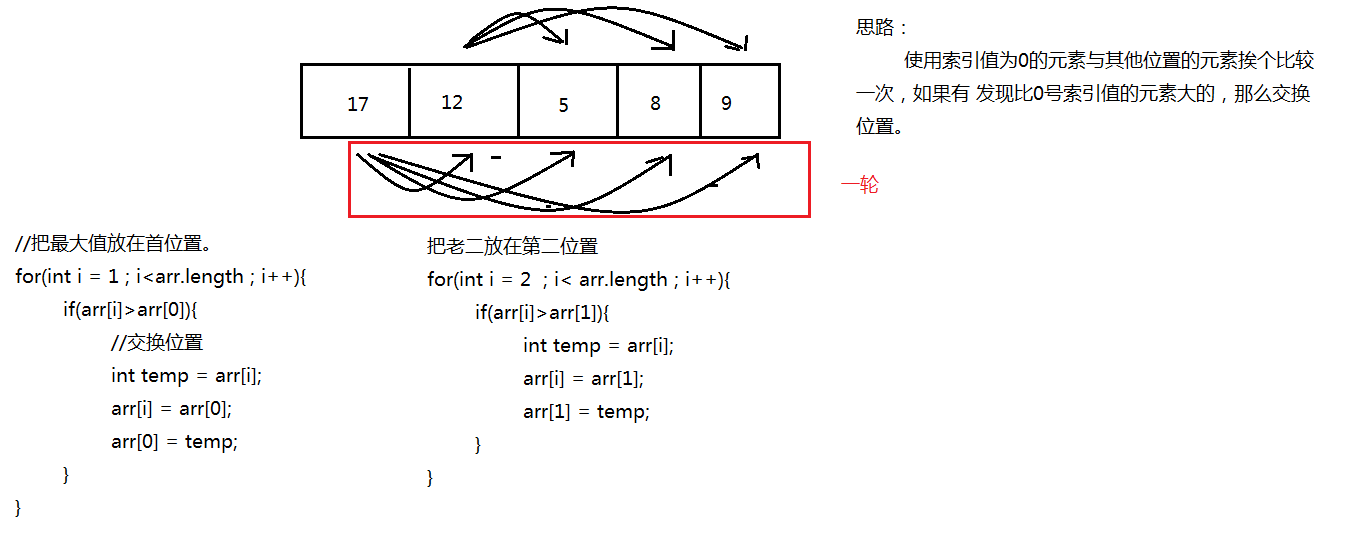 17 12 5 8 9
思路：
使用索引值为0的元素与其他位置的元素挨个比较
一次，如果有 发现比0号索引值的元素大的，那么交换
位置。
一轮
//把最大值放在首位置。
for(int i = 1 ; i<arr.length ; i++){
if(arr[i]>arr[0]){
//交换位置
int temp = arr[i];
arr[i] = arr[0];
arr[0] = temp;
}
}
把老二放在第二位置
for(int i = 2  ; i< arr.length ; i++){
if(arr[i]>arr[1]){
int temp = arr[i];
arr[i] = arr[1];
arr[1] = temp;
}
}